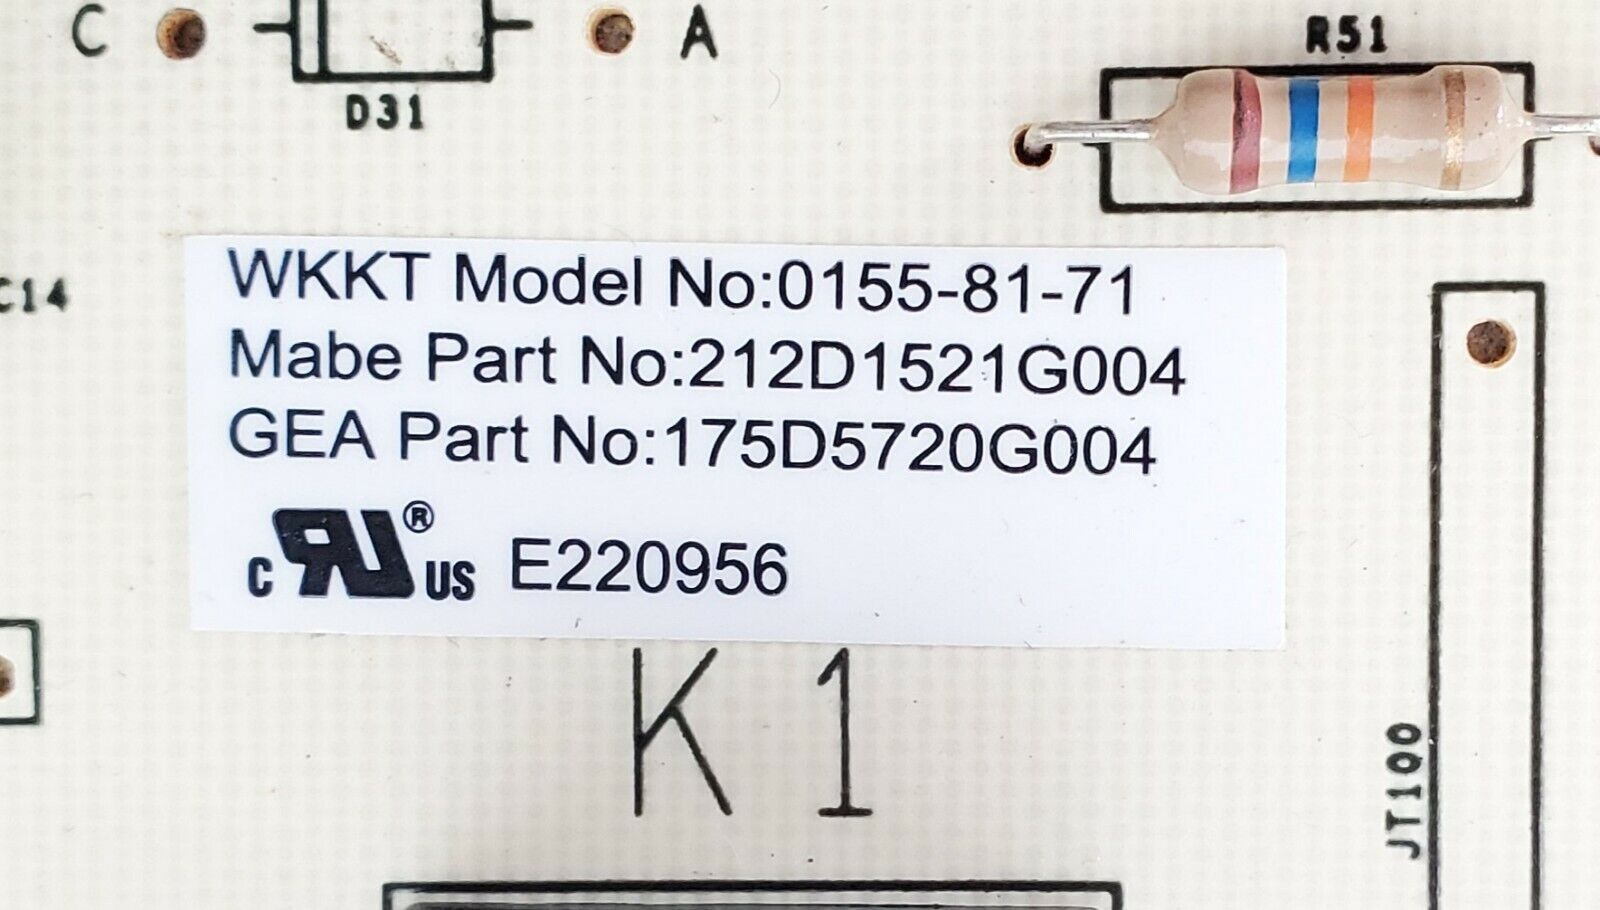 C A
D31
R51
C14
WKKT Model No:0155-81-71
Mabe Part No:212D1521G004
GEA Part No:175D5720G004
c RU ® US E220956
K1
JT100